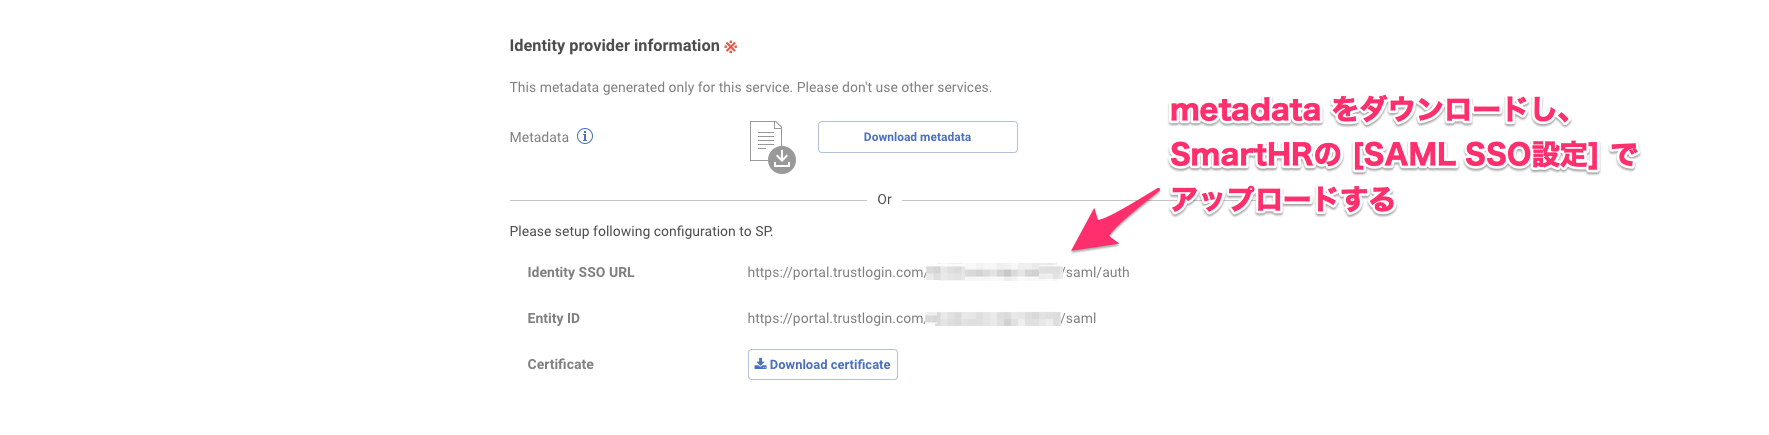 Identity provider information ※
This metadata generated only for this service. Please don't use other services.
metadata をダウンロードし、
SmartHRの [SAML SSO設定] で
アップロードする
Metadata
Download metadata
Or
Please setup following configuration to SP.
Identity SSO URL https://portal.trustlogin.com/ /saml/auth
Entity ID https://portal.trustlogin.com/ /saml
Certificate Download certificate